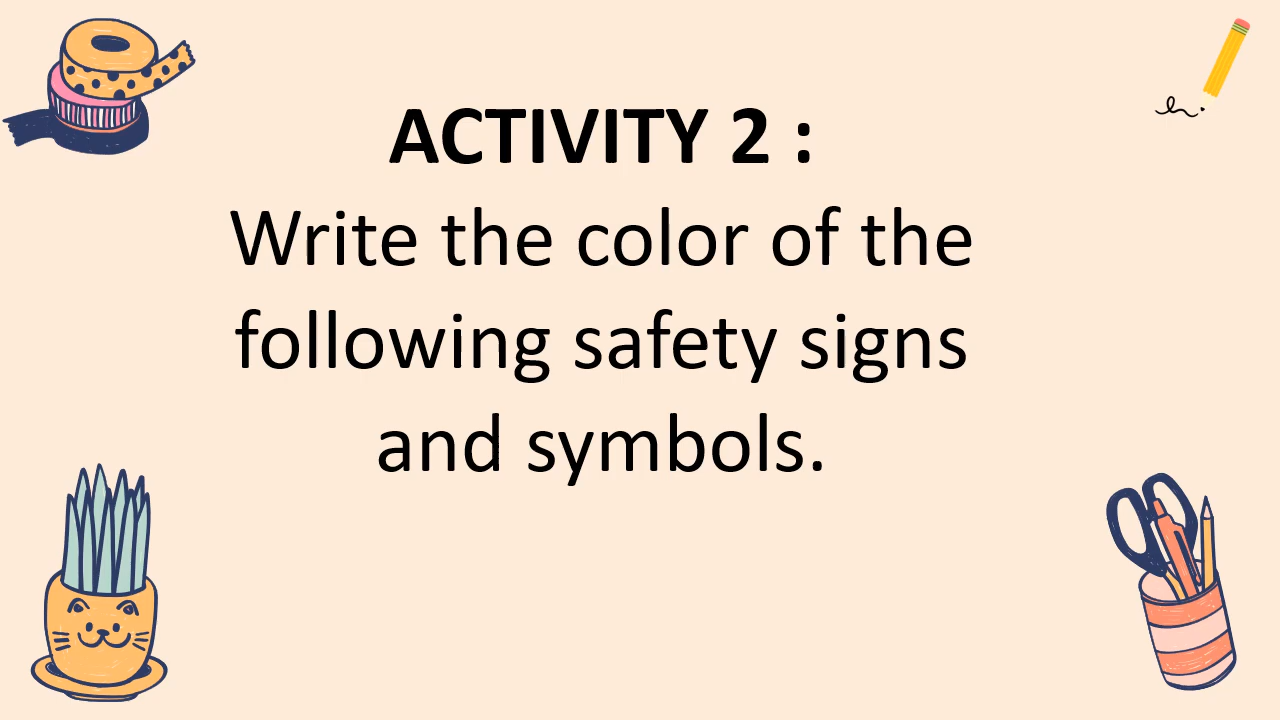 ACTIVITY 2 :
Write the color of the
following safety signs
and symbols.